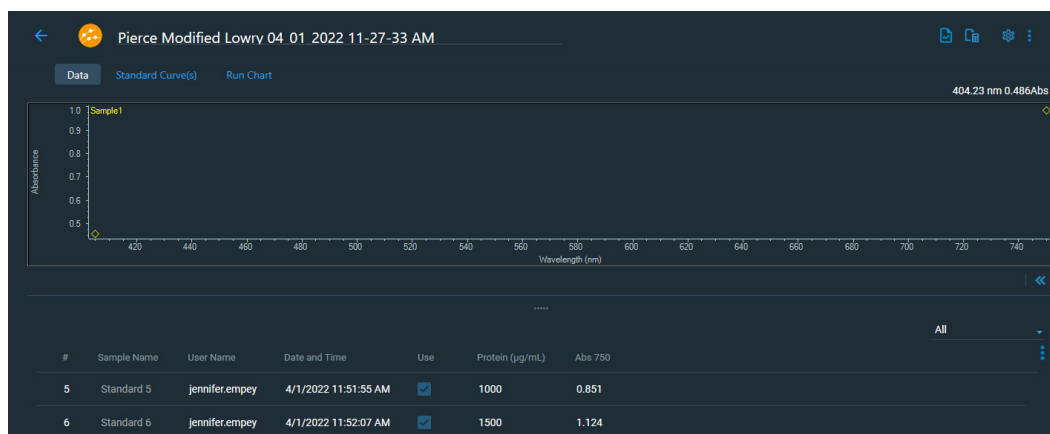 Pierce Modified Lowry 04 01 2022 11-27-33 AM
Data Standard Curve(s) Run Chart
404.23 nm 0.486Abs
1.0 Sample1
0.9
0.8
0.7
0.6
0.5
Absorbance
420 440 460 480 500 520 540 560 580 600 620 640 660 680 700 720 740
Wavelength (nm)
All
# Sample Name User Name Date and Time Use Protein (µg/mL) Abs 750
5 Standard 5 jennifer.empey 4/1/2022 11:51:55 AM 1000 0.851
6 Standard 6 jennifer.empey 4/1/2022 11:52:07 AM 1500 1.124